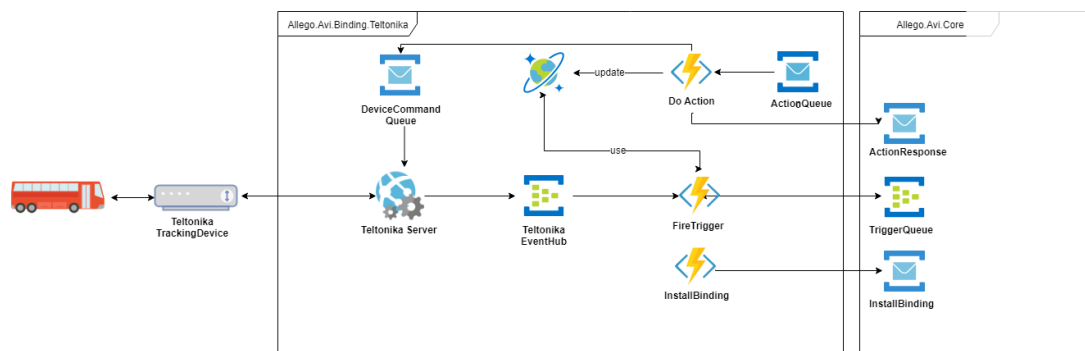 Allego.Avi.Binding.Teltonika
Allego.Avi.Core
update
DeviceCommand
Queue
Do Action
ActionQueue
ActionResponse
use
Teltonika
TrackingDevice
Teltonika Server
Teltonika
EventHub
FireTrigger
TriggerQueue
InstallBinding
InstallBinding